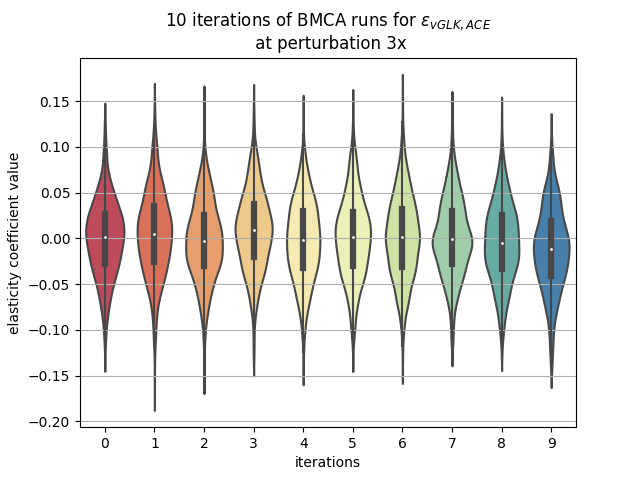 10 iterations of BMCA runs for ε_{vGLK, ACE}
at perturbation 3x
elasticity coefficient value
0.15
0.10
0.05
0.00
−0.05
−0.10
−0.15
−0.20
0 1 2 3 4 5 6 7 8 9
iterations